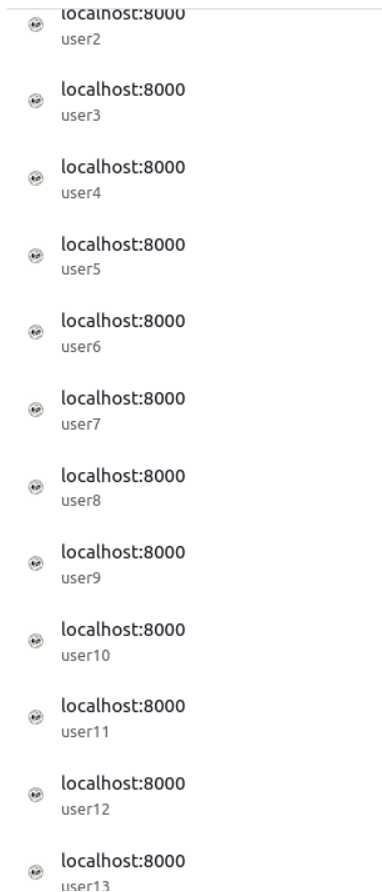 localhost:8000
user2
localhost:8000
user3
localhost:8000
user4
localhost:8000
user5
localhost:8000
user6
localhost:8000
user7
localhost:8000
user8
localhost:8000
user9
localhost:8000
user10
localhost:8000
user11
localhost:8000
user12
localhost:8000
user13